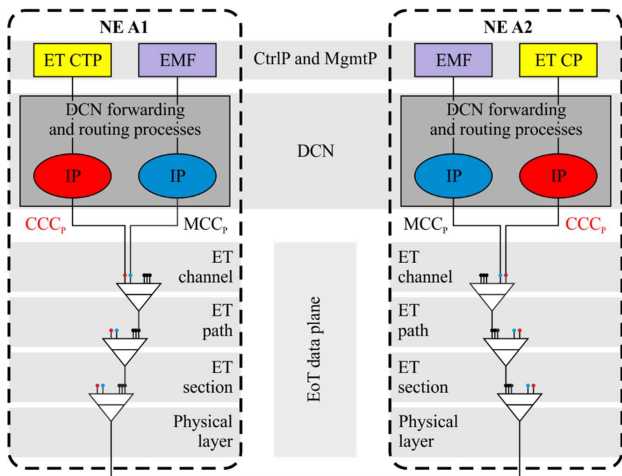 NE A1
ET CTP
EMF
DCN forwarding
and routing processes
IP
IP
CCCP
MCCP
ET
channel
ET
path
ET
section
Physical
layer
CtrlP and MgmtP
DCN
EoT data plane
NE A2
EMF
ET CP
DCN forwarding
and routing processes
IP
IP
MCCP
CCCP
ET
channel
ET
path
ET
section
Physical
layer